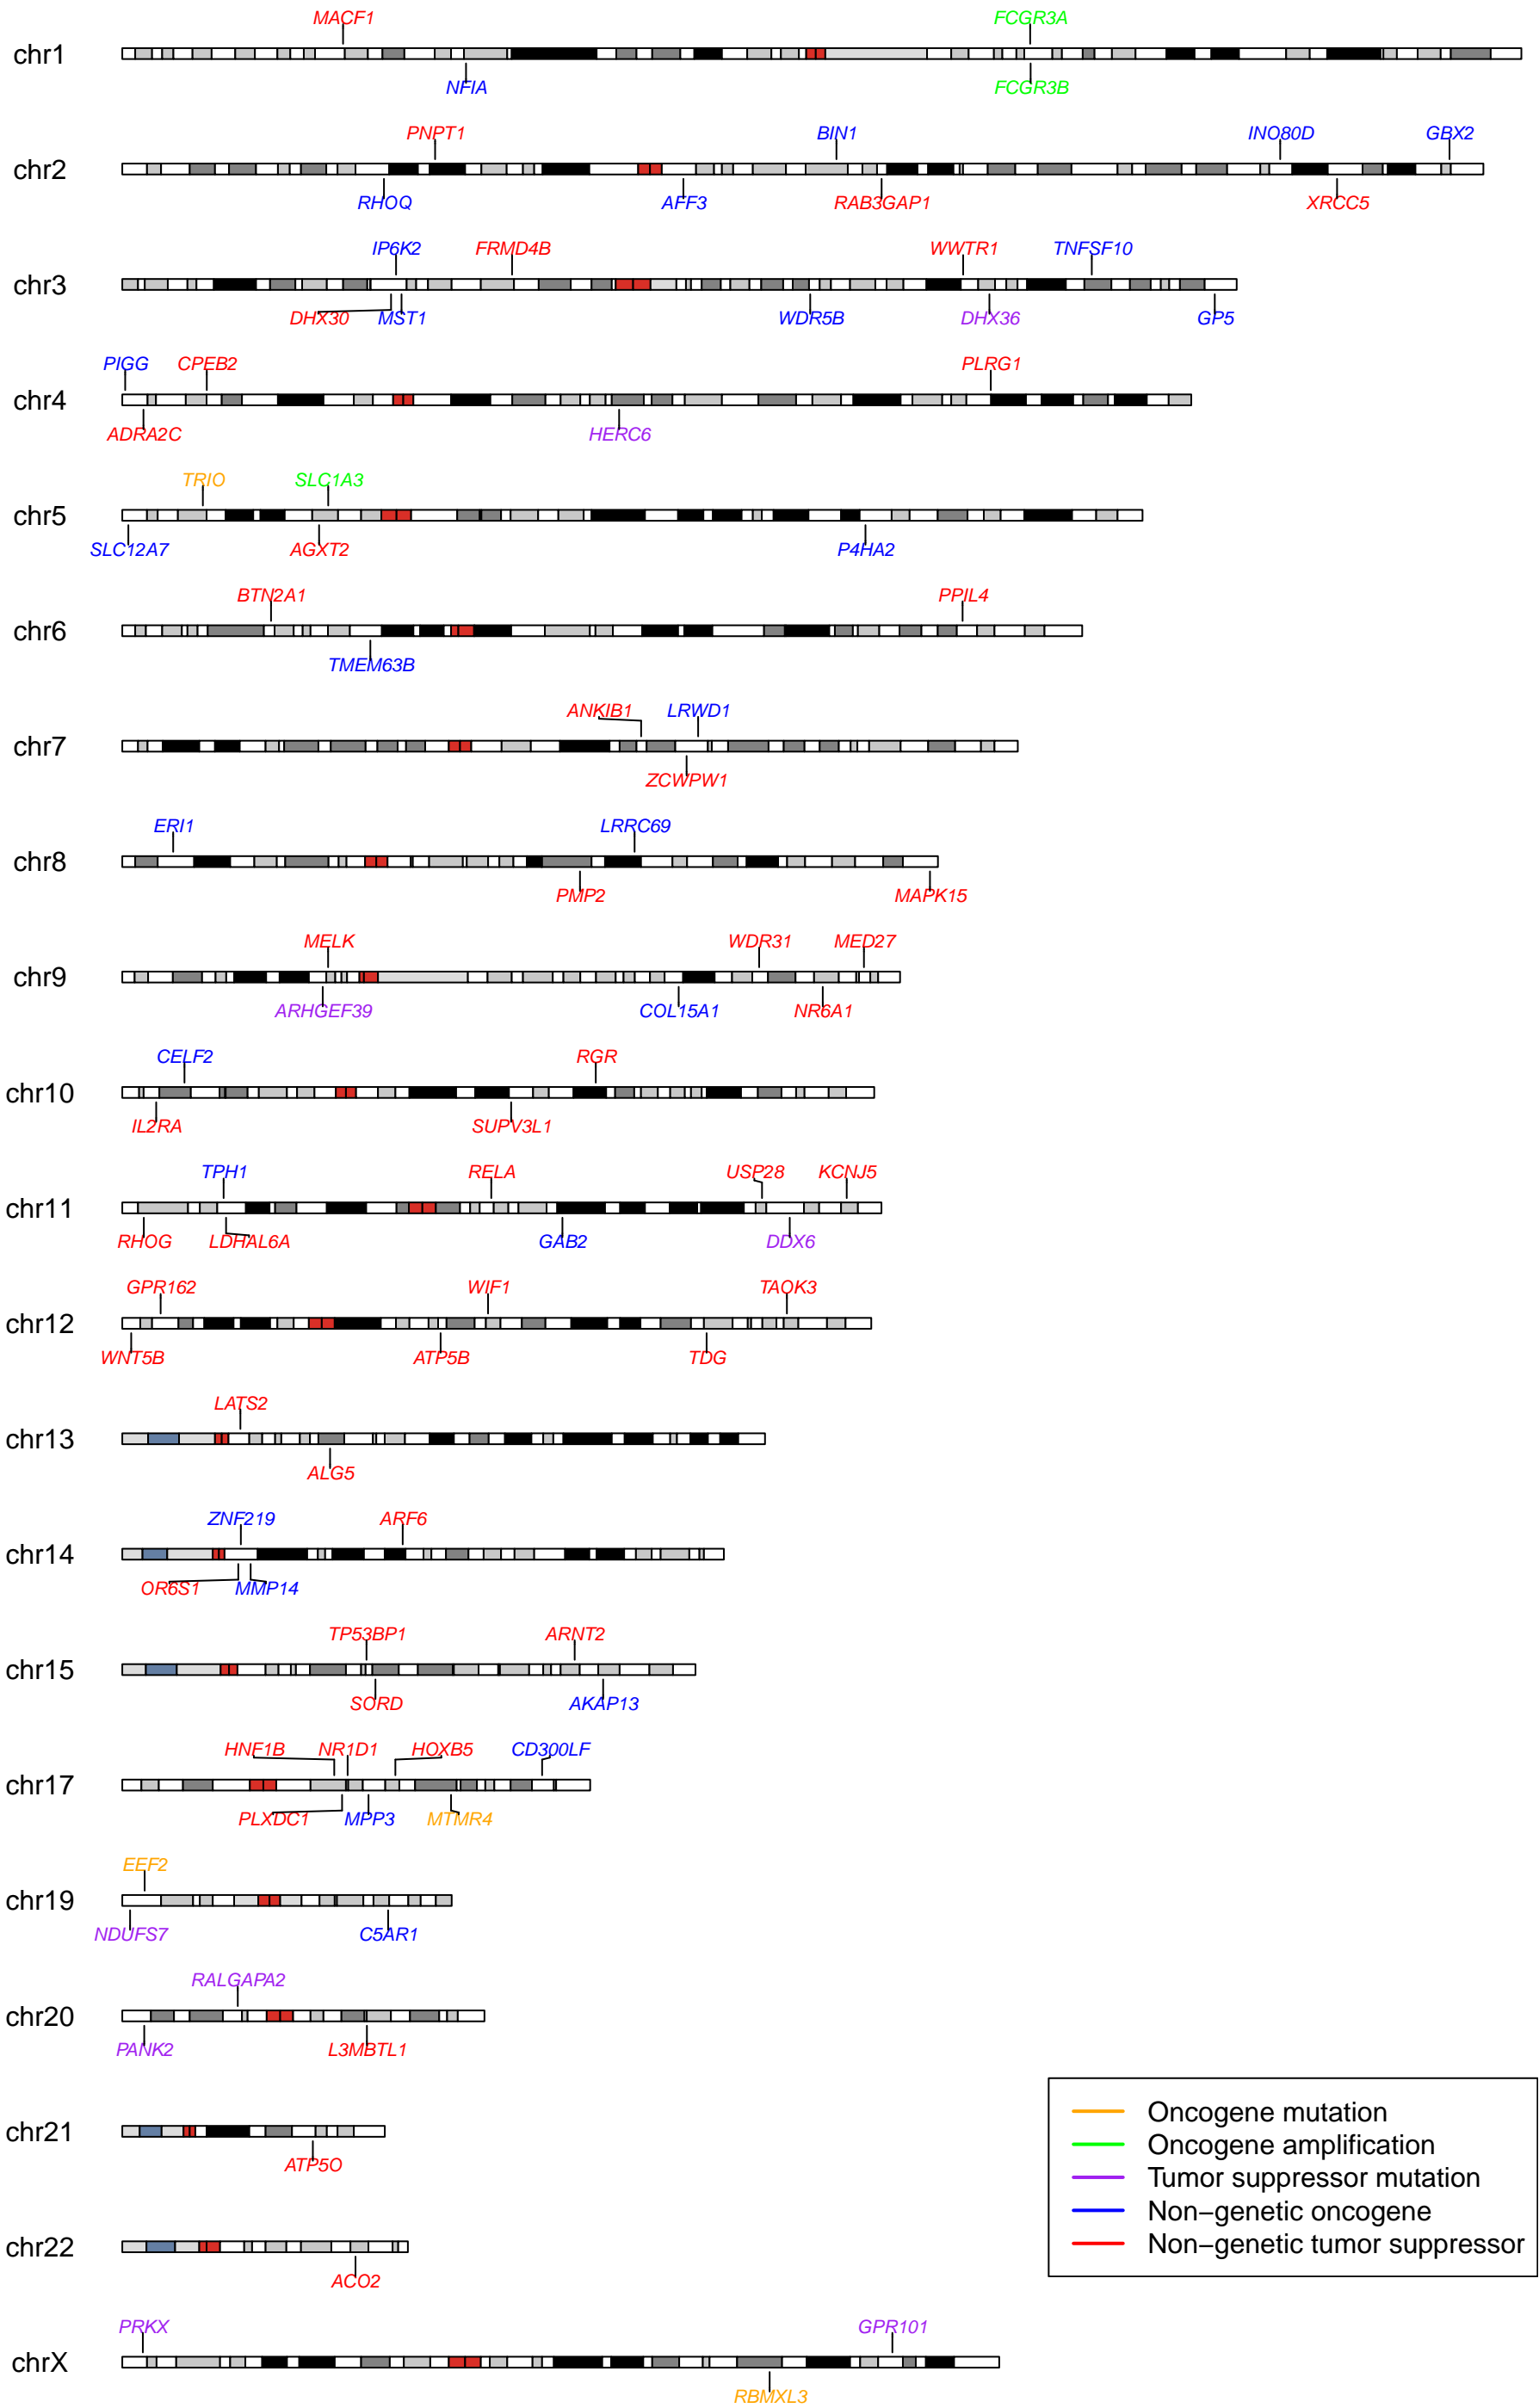 MACF1 FCGR3A
chr1
NFIA FCGR3B
PNPT1 BIN1 INO80D GBX2
chr2
RHOQ AFF3 RAB3GAP1 XRCC5
IP6K2 FRMD4B WWTR1 TNFSF10
chr3
DHX30 MST1 WDR5B DHX36 GP5
PIGG CPEB2 PLRG1
chr4
ADRA2C HERC6
TRIO SLC1A3
chr5
SLC12A7 AGXT2 P4HA2
BTN2A1 PPIL4
chr6
TMEM63B
ANKIB1 LRWD1
chr7
ZCWPW1
ERI1 LRRC69
chr8
PMP2 MAPK15
MELK WDR31 MED27
chr9
ARHGEF39 COL15A1 NR6A1
CELF2 RGR
chr10
IL2RA SUPV3L1
TPH1 RELA USP28 KCNJ5
chr11
RHOG LDHAL6A GAB2 DDX6
GPR162 WIF1 TAOK3
chr12
WNT5B ATP5B TDG
LATS2
chr13
ALG5
ZNF219 ARF6
chr14
OR6S1 MMP14
TP53BP1 ARNT2
chr15
SORD AKAP13
HNF1B NR1D1 HOXB5 CD300LF
chr17
PLXDC1 MPP3 MTMR4
EEF2
chr19
NDUFS7 C5AR1
RALGAPA2
chr20
PANK2 L3MBTL1
chr21
ATP5O
chr22
ACO2
Oncogene mutation
Oncogene amplification
Tumor suppressor mutation
Non−genetic oncogene
Non−genetic tumor suppressor
PRKX GPR101
chrX
RBMXL3